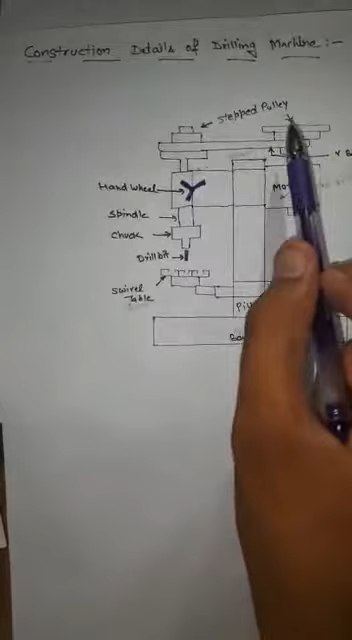 Construction Details of Drilling Machine:-
Stepped Pulley
Hand wheel
Spindle
Chuck
Drill bit
Swivel
Table